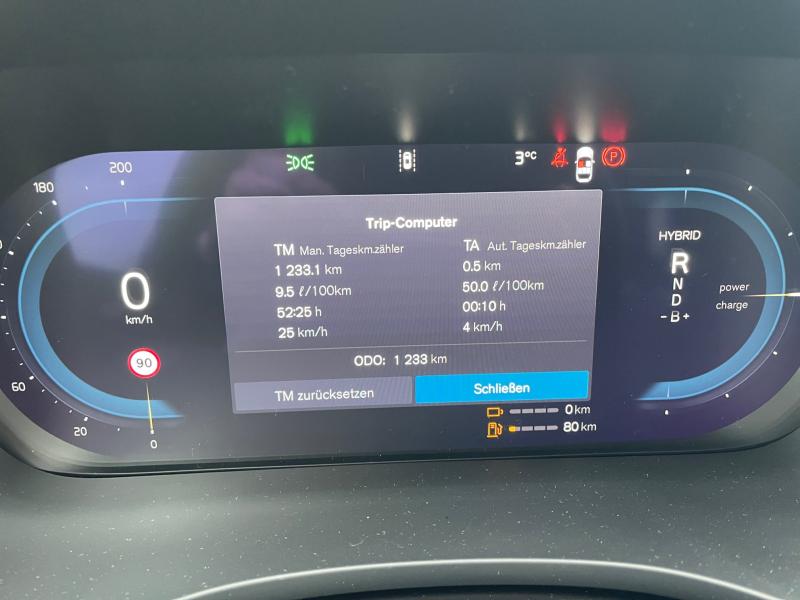 200
180
3°C
P
Trip-Computer
TM Man. Tageskm.zähler
1 233.1 km
9.5 ℓ/100km
52:25 h
25 km/h
TA Aut. Tageskm.zähler
0.5 km
50.0 ℓ/100km
00:10 h
4 km/h
ODO: 1 233 km
TM zurücksetzen
Schließen
0
km/h
90
60
20
0
HYBRID
R
N
D
-B+
power
charge
0 km
80 km